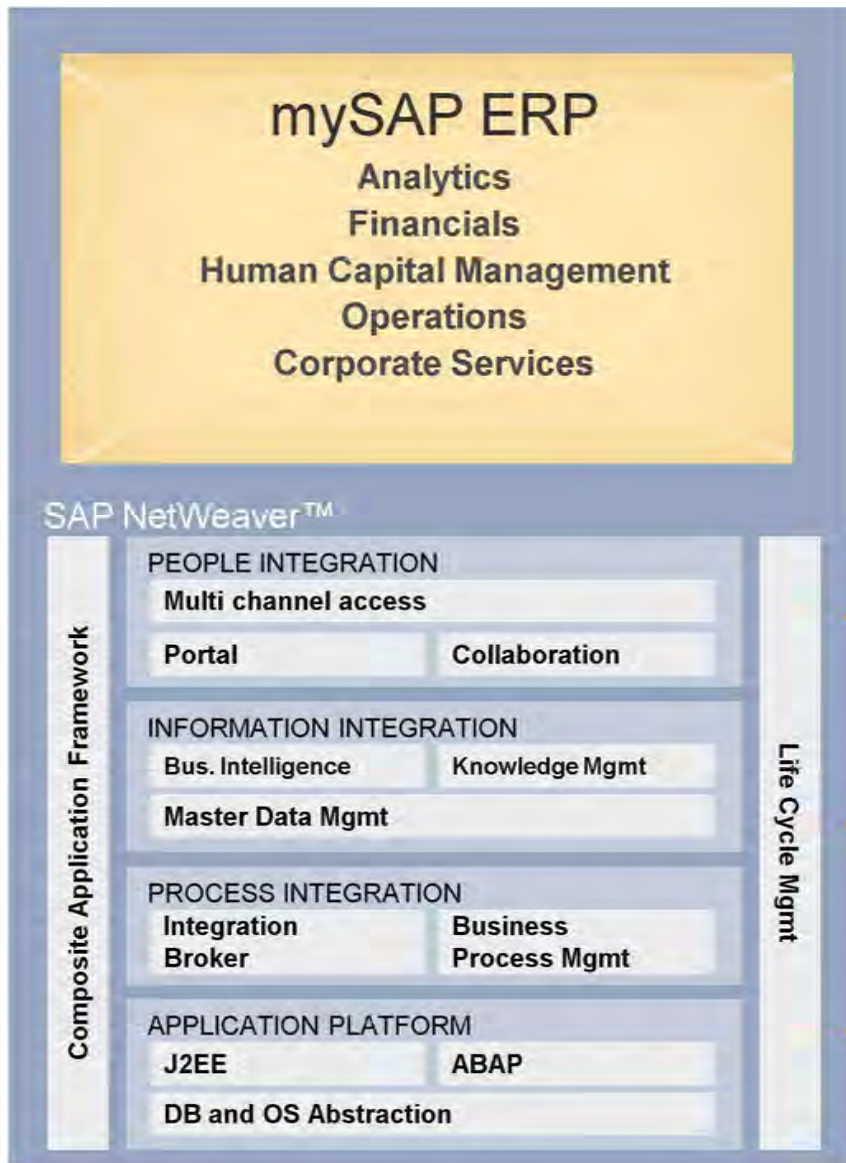 mySAP ERP
Analytics
Financials
Human Capital Management
Operations
Corporate Services
SAP NetWeaver™
Composite Application Framework
PEOPLE INTEGRATION
Multi channel access
Portal
Collaboration
INFORMATION INTEGRATION
Bus. Intelligence
Knowledge Mgmt
Master Data Mgmt
PROCESS INTEGRATION
Integration
Broker
Business
Process Mgmt
APPLICATION PLATFORM
J2EE
ABAP
DB and OS Abstraction
Life Cycle Mgmt